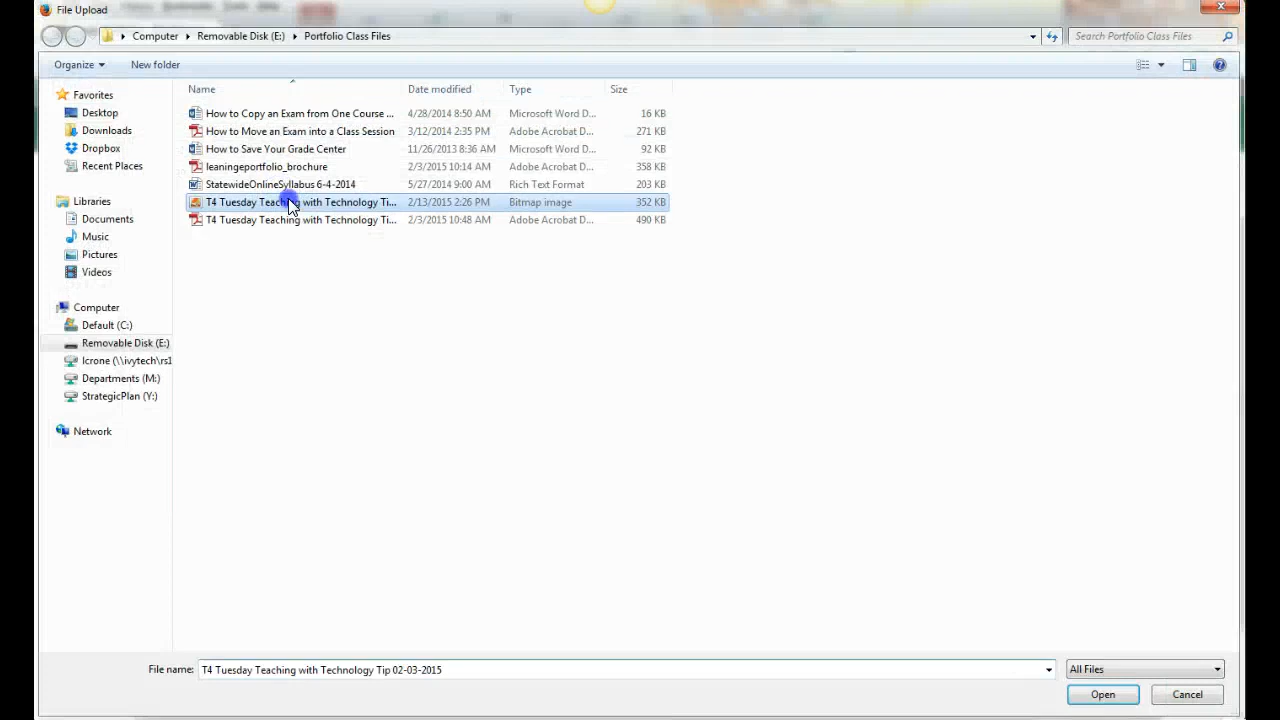 File Upload
Computer Removable Disk (E:) Portfolio Class Files
Search Portfolio Class Files
Organize
New folder
Favorites
Desktop
Downloads
Dropbox
Recent Places
Libraries
Documents
Music
Pictures
Videos
Computer
Default (C:)
Removable Disk (E:)
lcrone (\\ivytech\rs1
Departments (M:)
StrategicPlan (Y:)
Network
Name Date modified Type Size
How to Copy an Exam from One Course ... 4/28/2014 8:50 AM Microsoft Word D... 16 KB
How to Move an Exam into a Class Session 3/12/2014 2:35 PM Adobe Acrobat D... 271 KB
How to Save Your Grade Center 11/26/2013 8:36 AM Microsoft Word D... 92 KB
leaningeportfolio_brochure 2/3/2015 10:14 AM Adobe Acrobat D... 358 KB
StatewideOnlineSyllabus 6-4-2014 5/27/2014 9:00 AM Rich Text Format 203 KB
T4 Tuesday Teaching with Technology Ti... 2/13/2015 2:26 PM Bitmap image 352 KB
T4 Tuesday Teaching with Technology Ti... 2/3/2015 10:48 AM Adobe Acrobat D... 490 KB
File name: T4 Tuesday Teaching with Technology Tip 02-03-2015
All Files
Open
Cancel